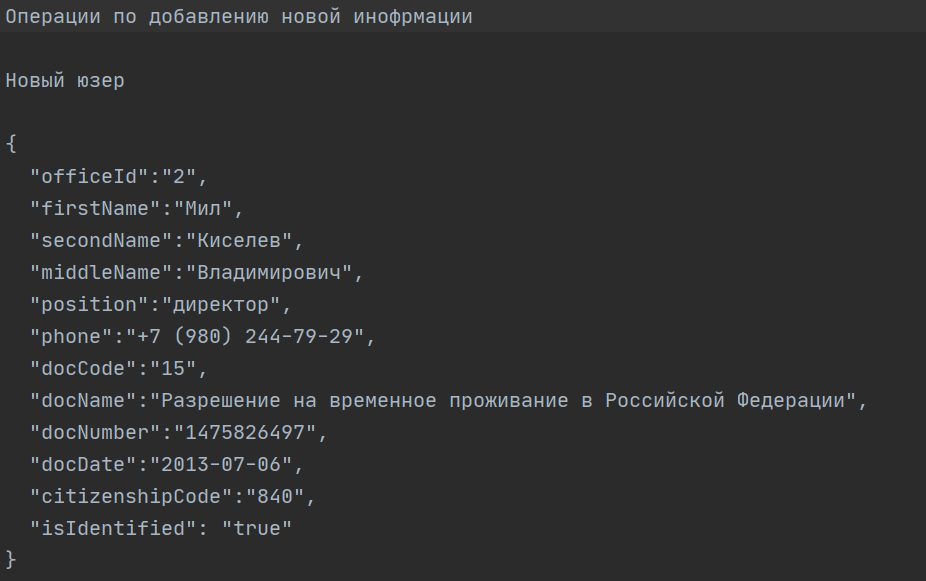 Операции по добавлению новой инофрмации
Новый юзер
{
"officeId":"2",
"firstName":"Мил",
"secondName":"Киселев",
"middleName":"Владимирович",
"position":"директор",
"phone":"+7 (980) 244-79-29",
"docCode":"15",
"docName":"Разрешение на временное проживание в Российской Федерации",
"docNumber":"1475826497",
"docDate":"2013-07-06",
"citizenshipCode":"840",
"isIdentified": "true"
}